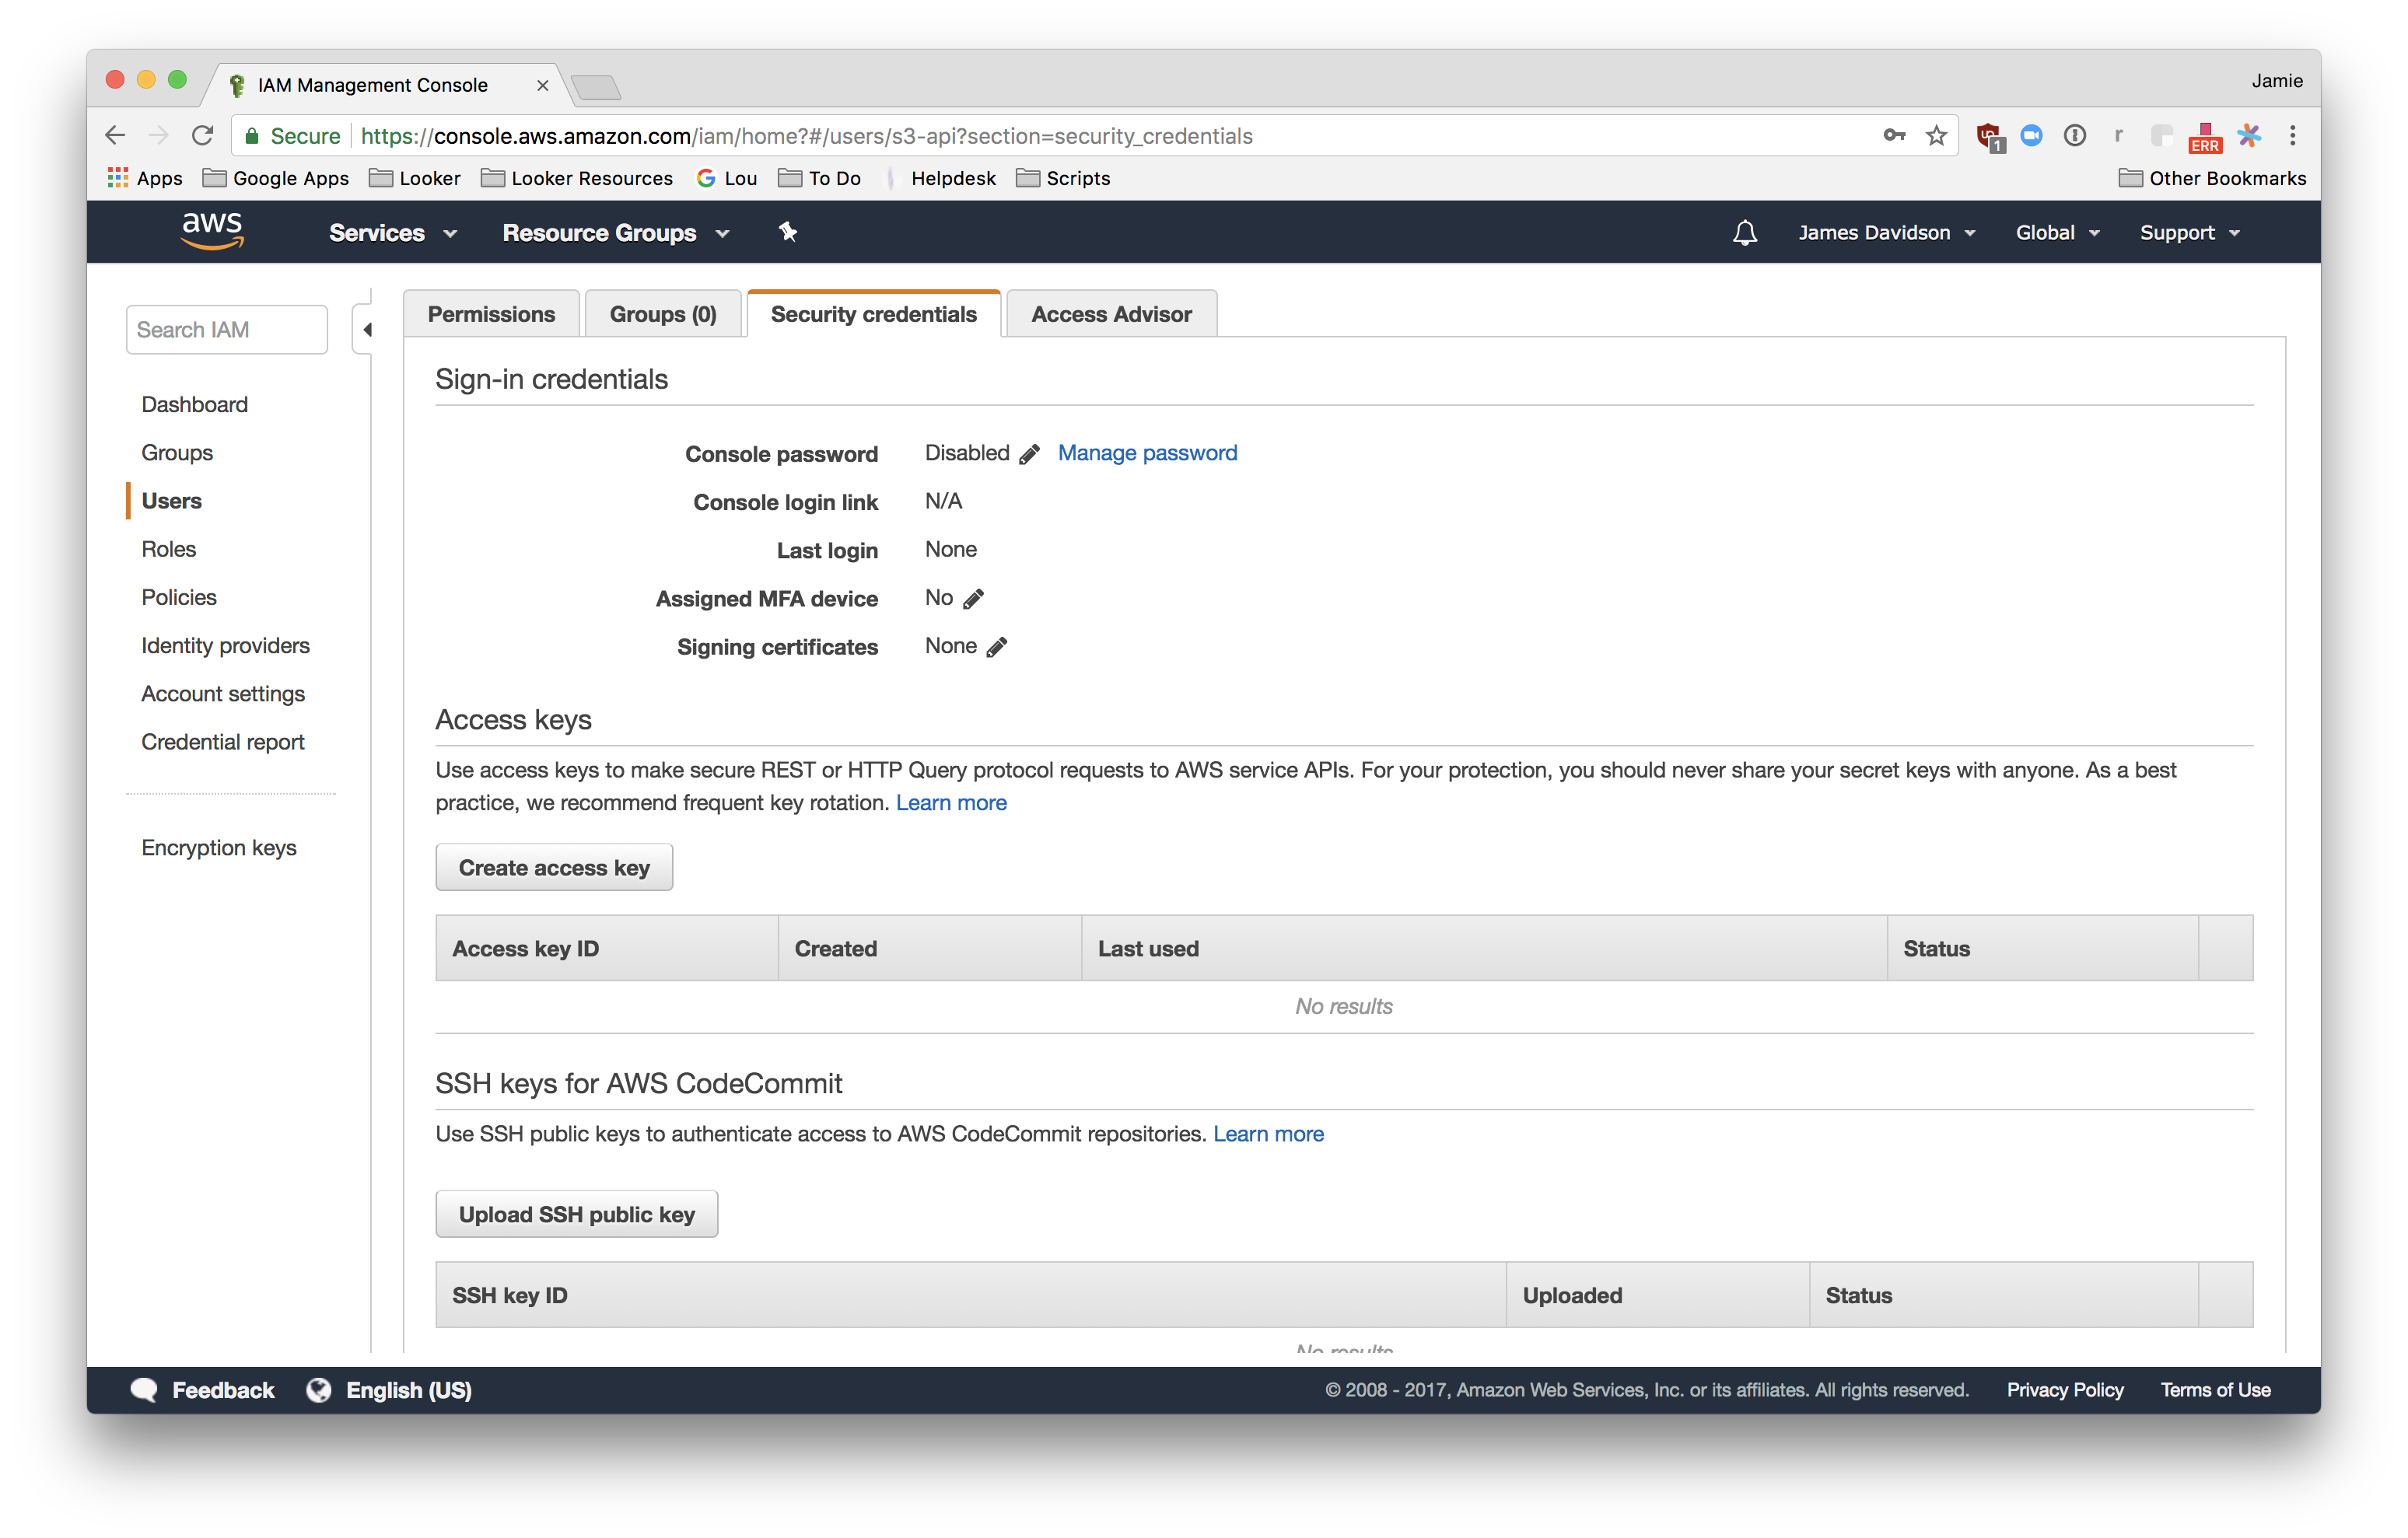 IAM Management Console
Jamie
Secure https://console.aws.amazon.com/iam/home?#/users/s3-api?section=security_credentials
1
r
ERR
Apps Google Apps Looker Looker Resources Lou To Do Helpdesk Scripts Other Bookmarks
aws Services Resource Groups James Davidson Global Support
Search IAM
Dashboard
Groups
Users
Roles
Policies
Identity providers
Account settings
Credential report
Encryption keys
Permissions Groups (0) Security credentials Access Advisor
Sign-in credentials
Console password Disabled Manage password
Console login link N/A
Last login None
Assigned MFA device No
Signing certificates None
Access keys
Use access keys to make secure REST or HTTP Query protocol requests to AWS service APIs. For your protection, you should never share your secret keys with anyone. As a best
practice, we recommend frequent key rotation. Learn more
Create access key
Access key ID Created Last used Status
No results
SSH keys for AWS CodeCommit
Use SSH public keys to authenticate access to AWS CodeCommit repositories. Learn more
Upload SSH public key
SSH key ID Uploaded Status
No results
Feedback English (US) © 2008 - 2017, Amazon Web Services, Inc. or its affiliates. All rights reserved. Privacy Policy Terms of Use